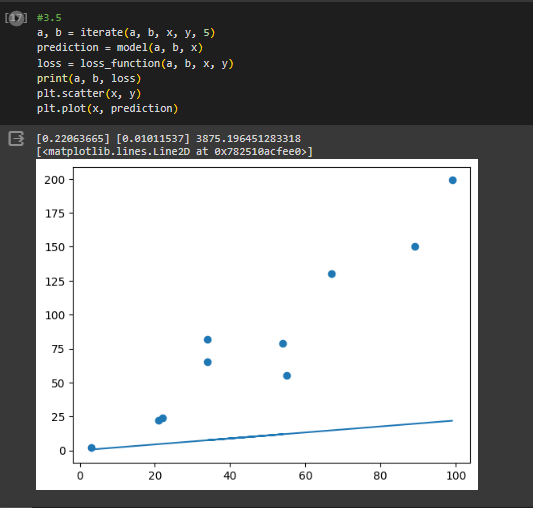 [17] #3.5
a, b = iterate(a, b, x, y, 5)
prediction = model(a, b, x)
loss = loss_function(a, b, x, y)
print(a, b, loss)
plt.scatter(x, y)
plt.plot(x, prediction)
[0.22063665] [0.01011537] 3875.196451283318
[<matplotlib.lines.Line2D at 0x782510acfee0>]
200
175
150
125
100
75
50
25
0
0 20 40 60 80 100